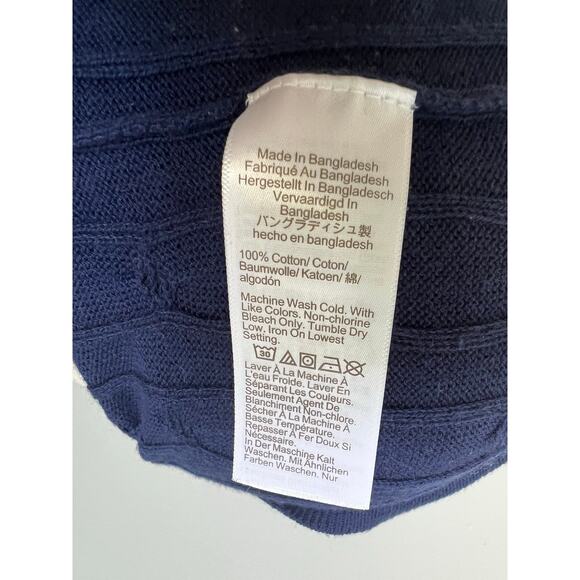 Made In Bangladesh
Fabriqué Au Bangladesh
Hergestellt In Bangladesch
Vervaardigd In
Bangladesh
バングラディシュ製
hecho en bangladesh
100% Cotton/ Coton/
Baumwolle/ Katoen/ 綿/
algodón
Machine Wash Cold. With
Like Colors. Non-chlorine
Bleach Only. Tumble Dry
Low. Iron On Lowest
Setting.
30
Laver À La Machine À
L'eau Froide. Laver En
Séparant Les Couleurs.
Seulement Agent De
Blanchiment Non-chlore.
Sécher À La Machine À
Basse Température.
Repasser À Fer Doux Si
Nécessaire.
In Der Maschine Kalt
Waschen. Mit Ähnlichen
Farben Waschen. Nur